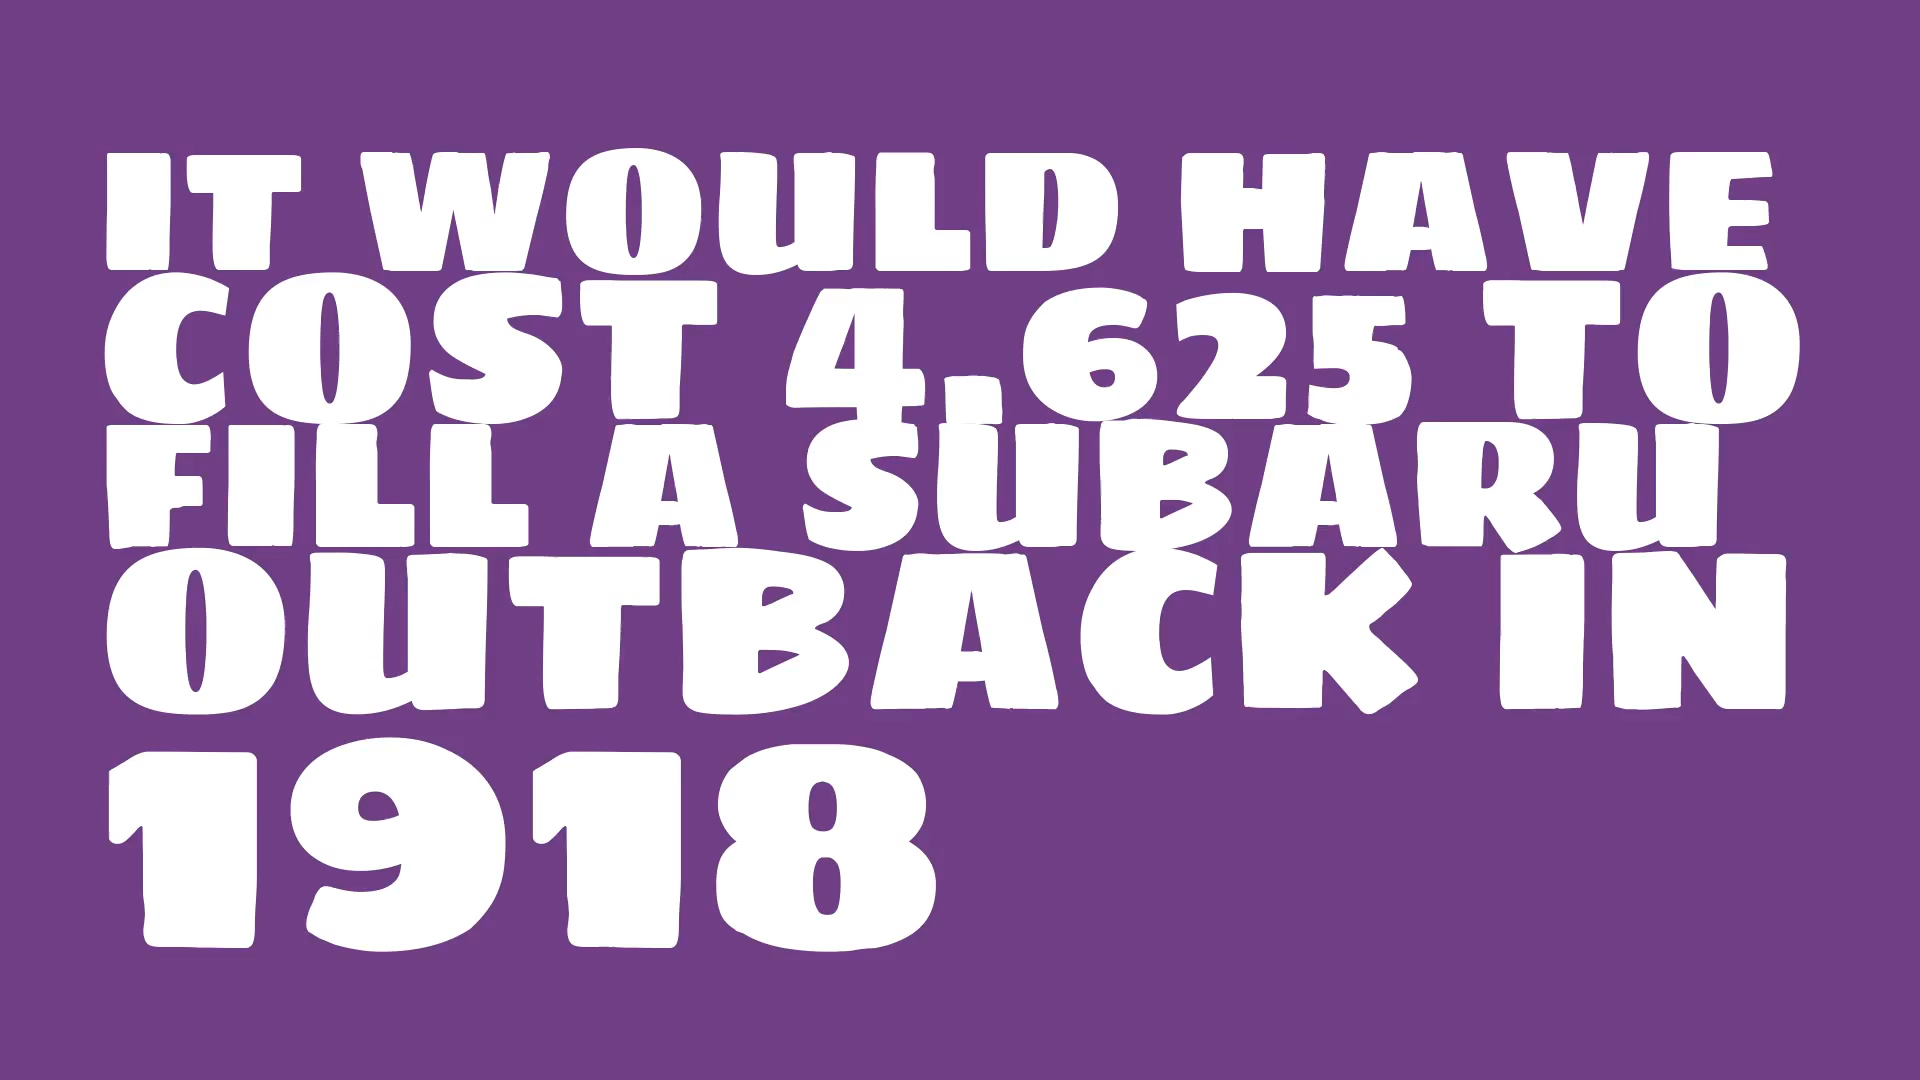 IT WOULD HAVE
COST 4.625 TO
FILL A SUBARU
OUTBACK IN
1918